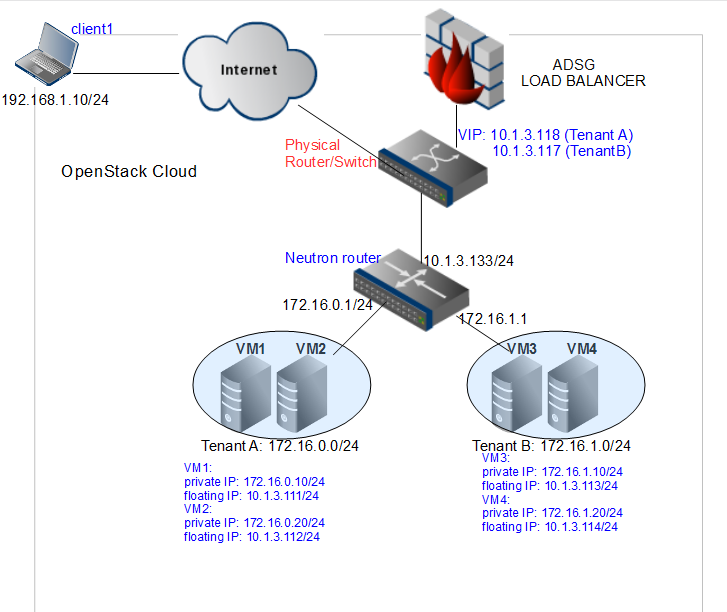 client1
192.168.1.10/24
Internet
ADSG
LOAD BALANCER
VIP: 10.1.3.118 (Tenant A)
10.1.3.117 (TenantB)
Physical
Router/Switch
OpenStack Cloud
Neutron router
10.1.3.133/24
172.16.0.1/24
172.16.1.1
VM1
VM2
VM3
VM4
Tenant A: 172.16.0.0/24
VM1:
private IP: 172.16.0.10/24
floating IP: 10.1.3.111/24
VM2:
private IP: 172.16.0.20/24
floating IP: 10.1.3.112/24
Tenant B: 172.16.1.0/24
VM3:
private IP: 172.16.1.10/24
floating IP: 10.1.3.113/24
VM4:
private IP: 172.16.1.20/24
floating IP: 10.1.3.114/24